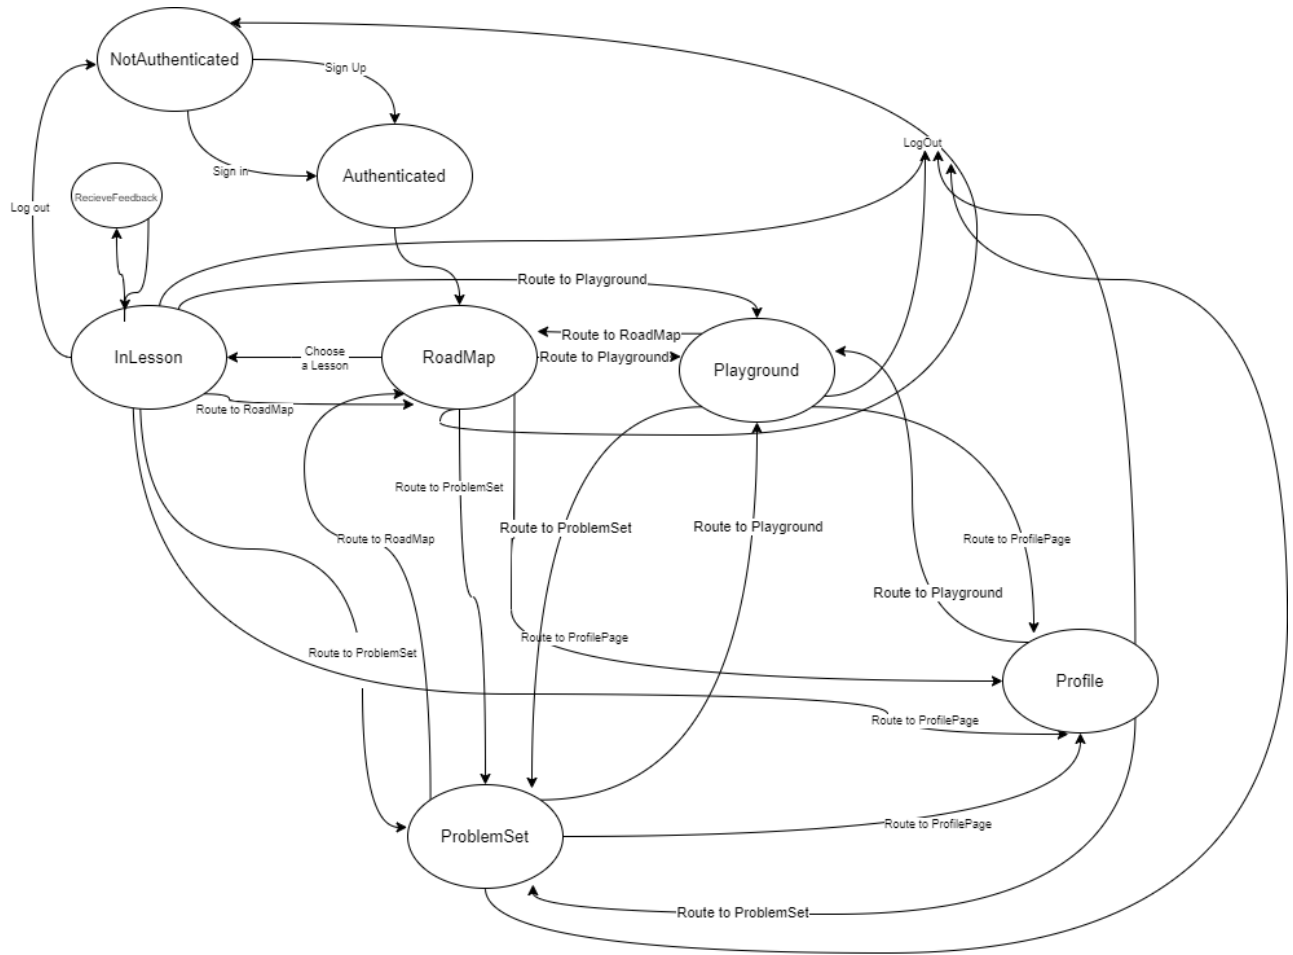 NotAuthenticated
Sign Up
LogOut
Sign in
Authenticated
RecieveFeedback
Log out
Route to Playground
Route to RoadMap
InLesson
Choose
a Lesson
RoadMap
Route to Playground
Playground
Route to RoadMap
Route to ProblemSet
Route to ProblemSet
Route to Playground
Route to RoadMap
Route to ProfilePage
Route to Playground
Route to ProfilePage
Route to ProblemSet
Profile
Route to ProfilePage
Route to ProfilePage
ProblemSet
Route to ProblemSet